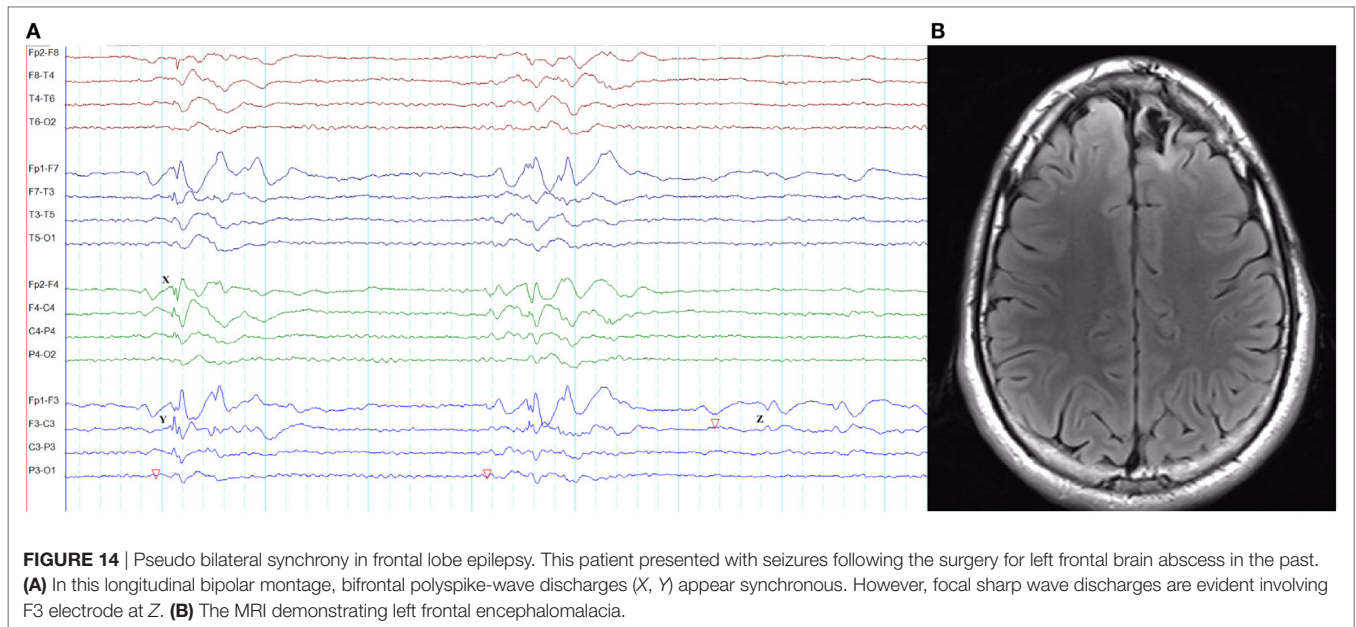 A
B
Fp2-F8
F8-T4
T4-T6
T6-O2
Fp1-F7
F7-T3
T3-T5
T5-O1
X
Fp2-F4
F4-C4
C4-P4
P4-O2
Fp1-F3
Y
Z
F3-C3
C3-P3
P3-O1
FIGURE 14 | Pseudo bilateral synchrony in frontal lobe epilepsy. This patient presented with seizures following the surgery for left frontal brain abscess in the past.
(A) In this longitudinal bipolar montage, bifrontal polyspike-wave discharges (X, Y) appear synchronous. However, focal sharp wave discharges are evident involving
F3 electrode at Z. (B) The MRI demonstrating left frontal encephalomalacia.